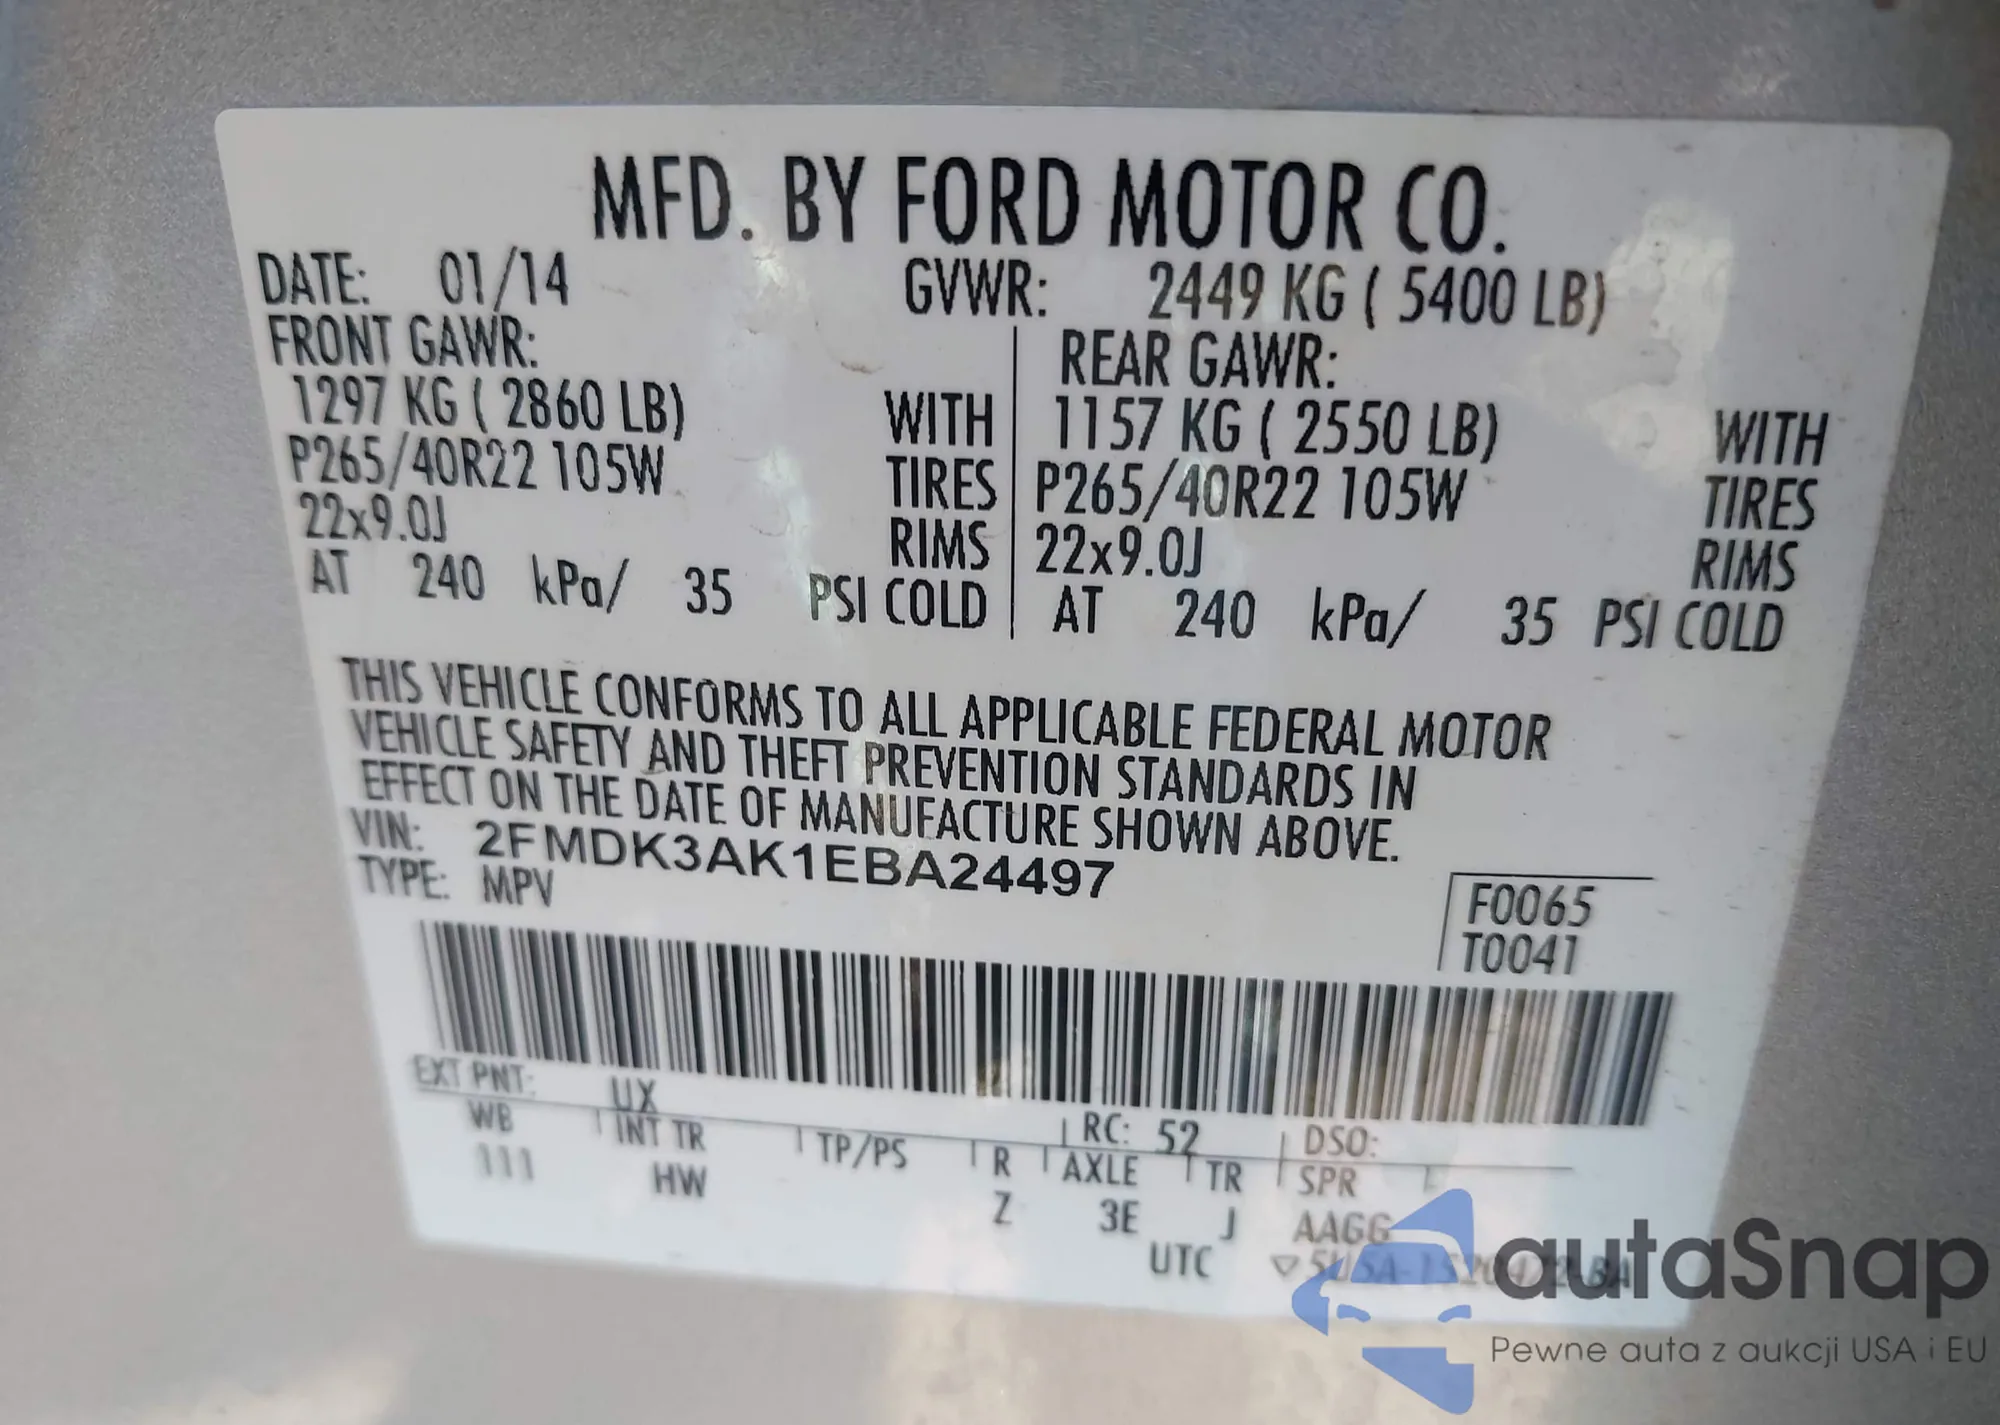 MFD. BY FORD MOTOR CO.
DATE: 01/14 GVWR: 2449 KG ( 5400 LB)
FRONT GAWR: REAR GAWR:
1297 KG ( 2860 LB) WITH 1157 KG ( 2550 LB) WITH
P265/40R22 105W TIRES P265/40R22 105W TIRES
22x9.0J RIMS 22x9.0J RIMS
AT 240 kPa/ 35 PSI COLD AT 240 kPa/ 35 PSI COLD
THIS VEHICLE CONFORMS TO ALL APPLICABLE FEDERAL MOTOR
VEHICLE SAFETY AND THEFT PREVENTION STANDARDS IN
EFFECT ON THE DATE OF MANUFACTURE SHOWN ABOVE.
VIN: 2FMDK3AK1EBA24497
TYPE: MPV
F0065
T0041
EXT PNT: UX RC: 52 DSO:
WB INT TR TP/PS R AXLE TR SPR
111 HW Z 3E J AAGG
UTC
autaSnap
Pewne auta z aukcji USA i EU